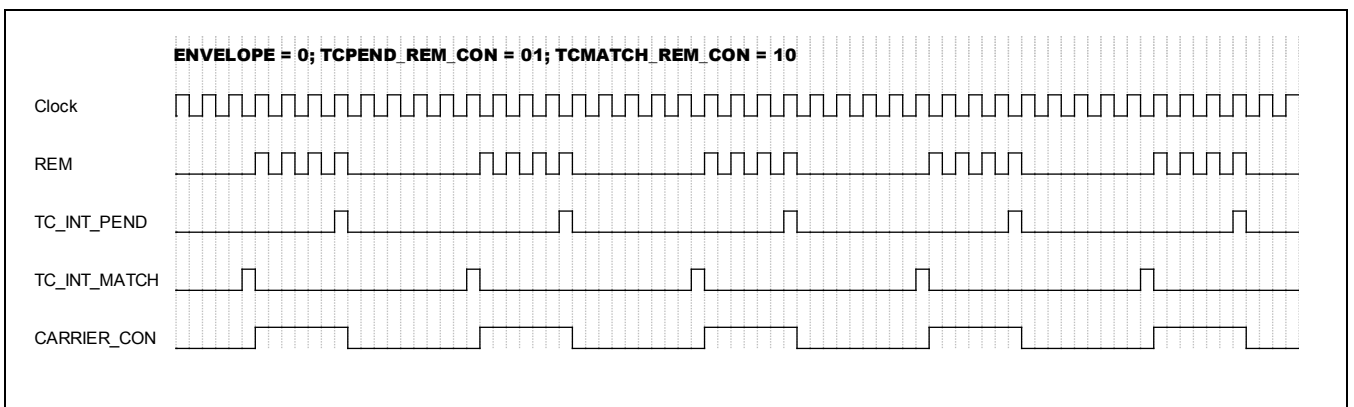 ENVELOPE = 0; TCPEND_REM_CON = 01; TCMATCH_REM_CON = 10
Clock
REM
TC_INT_PEND
TC_INT_MATCH
CARRIER_CON